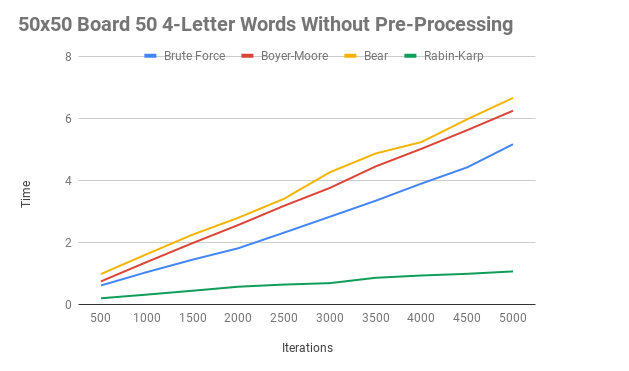 50x50 Board 50 4-Letter Words Without Pre-Processing
Brute Force Boyer-Moore Bear Rabin-Karp
8
6
4
2
0
Time
500 1000 1500 2000 2500 3000 3500 4000 4500 5000
Iterations